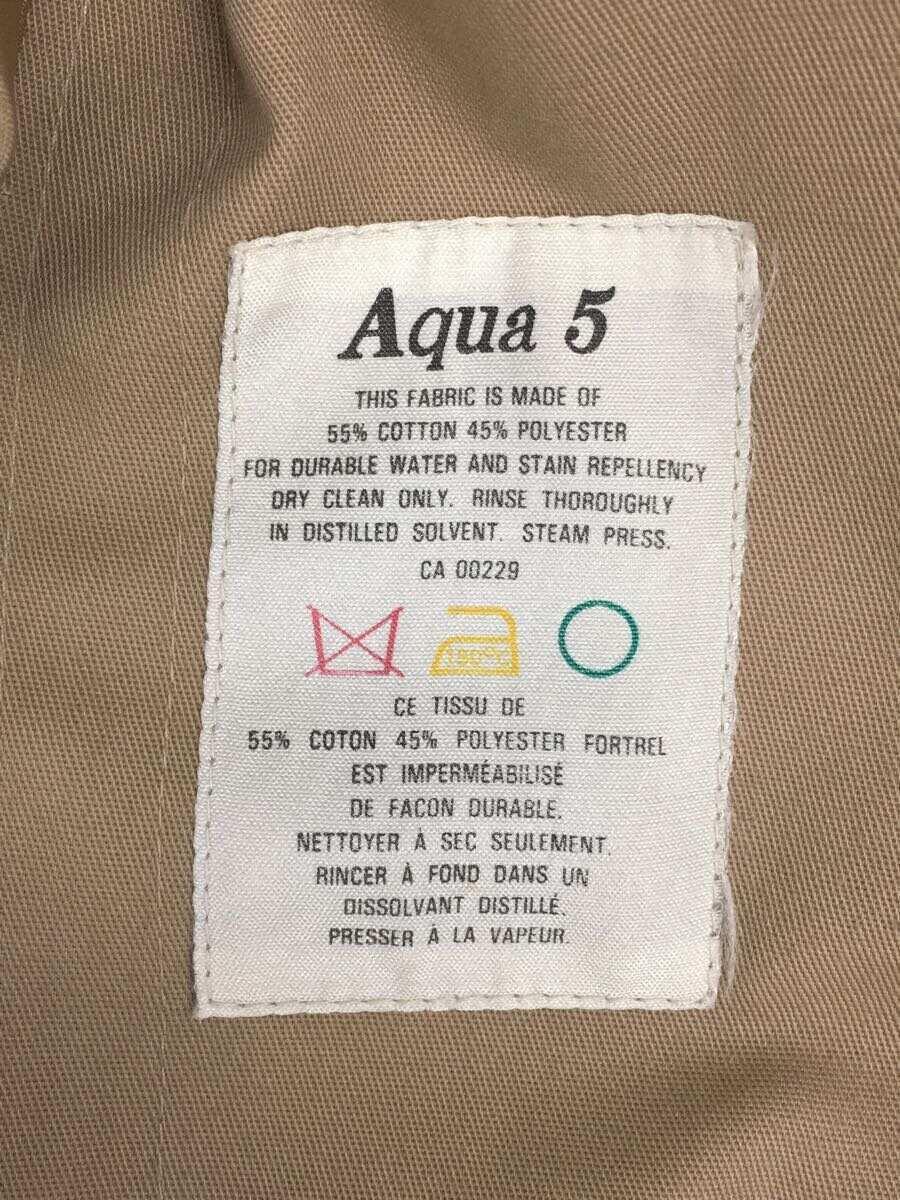 Aqua 5
THIS FABRIC IS MADE OF
55% COTTON 45% POLYESTER
FOR DURABLE WATER AND STAIN REPELLENCY
DRY CLEAN ONLY. RINSE THOROUGHLY
IN DISTILLED SOLVENT. STEAM PRESS.
CA 00229
150°C
CE TISSU DE
55% COTON 45% POLYESTER FORTREL
EST IMPERMÉABILISÉ
DE FACON DURABLE.
NETTOYER À SEC SEULEMENT.
RINCER À FOND DANS UN
DISSOLVANT DISTILLÉ.
PRESSER À LA VAPEUR.